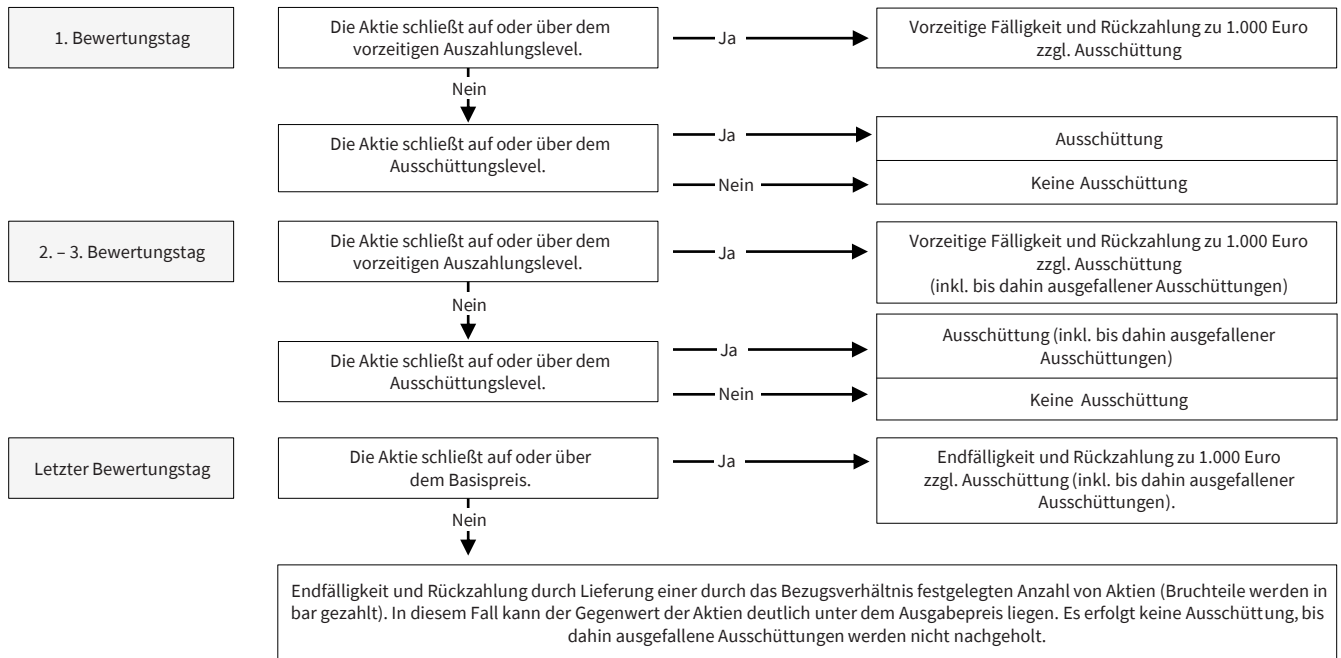 1. Bewertungstag
Die Aktie schließt auf oder über dem
vorzeitigen Auszahlungslevel.
Ja
Vorzeitige Fälligkeit und Rückzahlung zu 1.000 Euro
zzgl. Ausschüttung
Nein
Die Aktie schließt auf oder über dem
Ausschüttungslevel.
Ja
Ausschüttung
Nein
Keine Ausschüttung
2. – 3. Bewertungstag
Die Aktie schließt auf oder über dem
vorzeitigen Auszahlungslevel.
Ja
Vorzeitige Fälligkeit und Rückzahlung zu 1.000 Euro
zzgl. Ausschüttung
(inkl. bis dahin ausgefallener Ausschüttungen)
Nein
Die Aktie schließt auf oder über dem
Ausschüttungslevel.
Ja
Ausschüttung (inkl. bis dahin ausgefallener
Ausschüttungen)
Nein
Keine Ausschüttung
Letzter Bewertungstag
Die Aktie schließt auf oder über
dem Basispreis.
Ja
Endfälligkeit und Rückzahlung zu 1.000 Euro
zzgl. Ausschüttung (inkl. bis dahin ausgefallener
Ausschüttungen).
Nein
Endfälligkeit und Rückzahlung durch Lieferung einer durch das Bezugsverhältnis festgelegten Anzahl von Aktien (Bruchteile werden in
bar gezahlt). In diesem Fall kann der Gegenwert der Aktien deutlich unter dem Ausgabepreis liegen. Es erfolgt keine Ausschüttung, bis
dahin ausgefallene Ausschüttungen werden nicht nachgeholt.